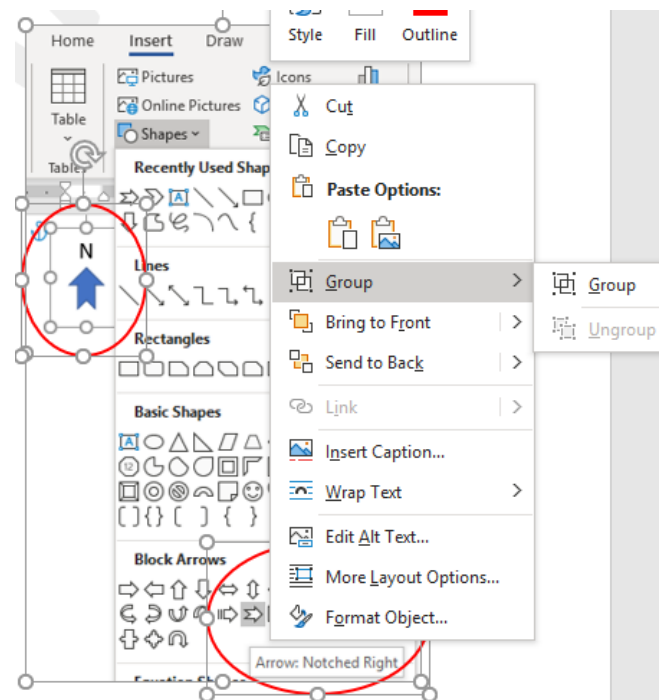 Home Insert Draw
Style Fill Outline
Pictures
Icons
Table
Online Pictures
Shapes
Recently Used Shap
N
Lines
Rectangles
Basic Shapes
12
Block Arrows
Arrow: Notched Right
Cut
Copy
Paste Options:
Group
Bring to Front
Send to Back
Link
Insert Caption...
Wrap Text
Edit Alt Text...
More Layout Options...
Format Object...
Group
Ungroup